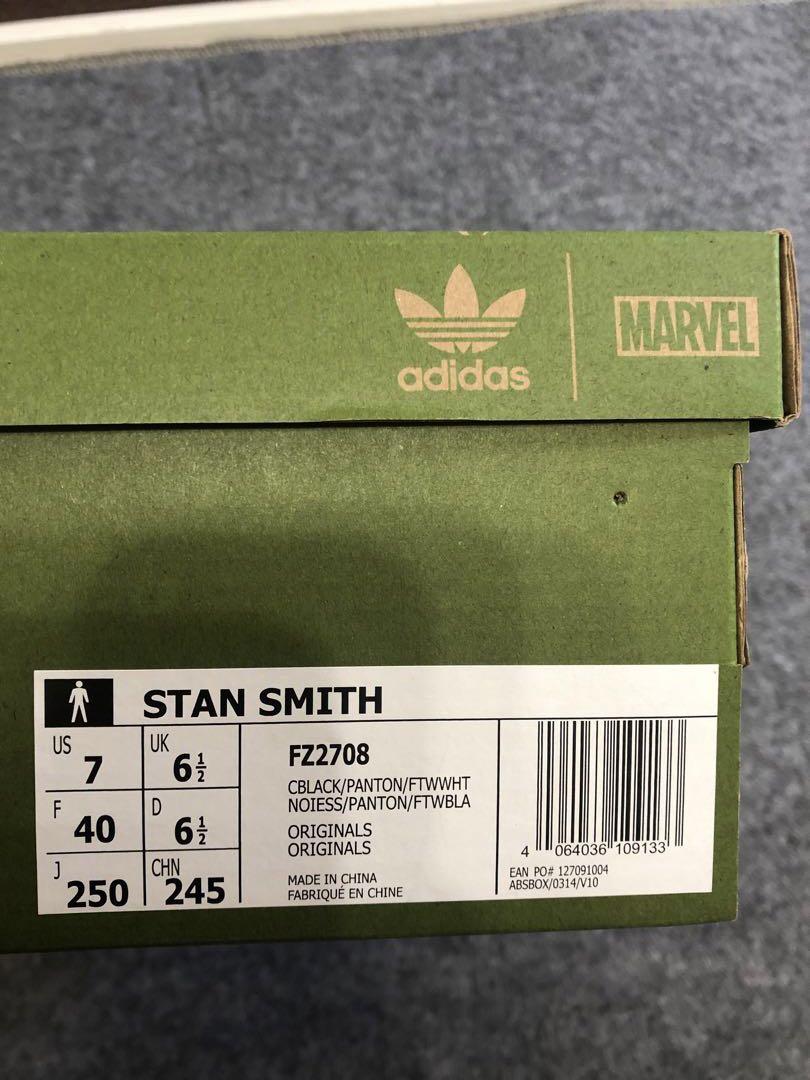 adidas
MARVEL
STAN SMITH
US 7
UK 6½
F 40
D 6½
J 250
CHN 245
FZ2708
CBLACK/PANTON/FTWWHT
NOIESS/PANTON/FTWBLA
ORIGINALS
ORIGINALS
MADE IN CHINA
FABRIQUÉ EN CHINE
4 064036 109133
EAN PO# 127091004
ABSBOX/0314/V10